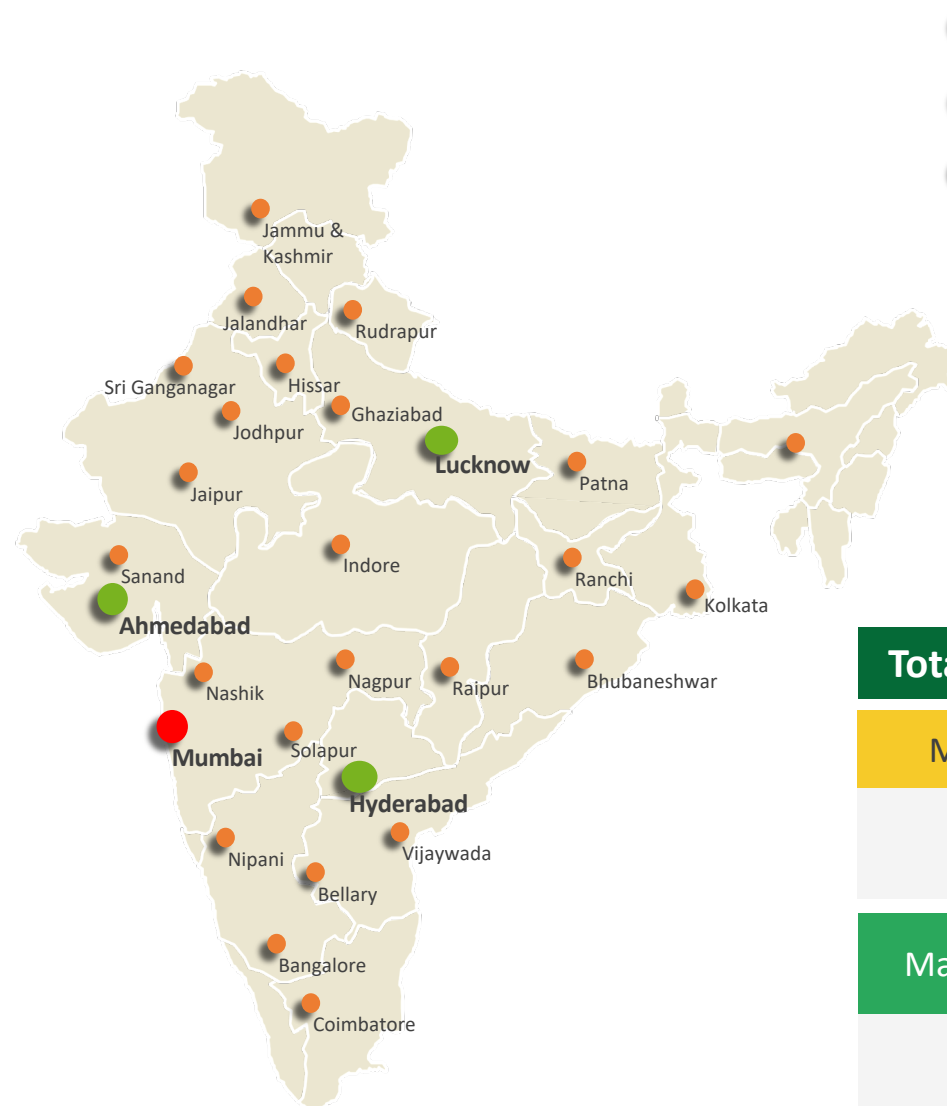 Jammu &
Kashmir
Jalandhar
Rudrapur
Sri Ganganagar
Hissar
Ghaziabad
Jodhpur
Lucknow
Patna
Jaipur
Indore
Sanand
Ranchi
Kolkata
Ahmedabad
Nashik
Nagpur
Raipur
Bhubaneshwar
Mumbai
Solapur
Hyderabad
Nipani
Vijaywada
Bellary
Bangalore
Coimbatore